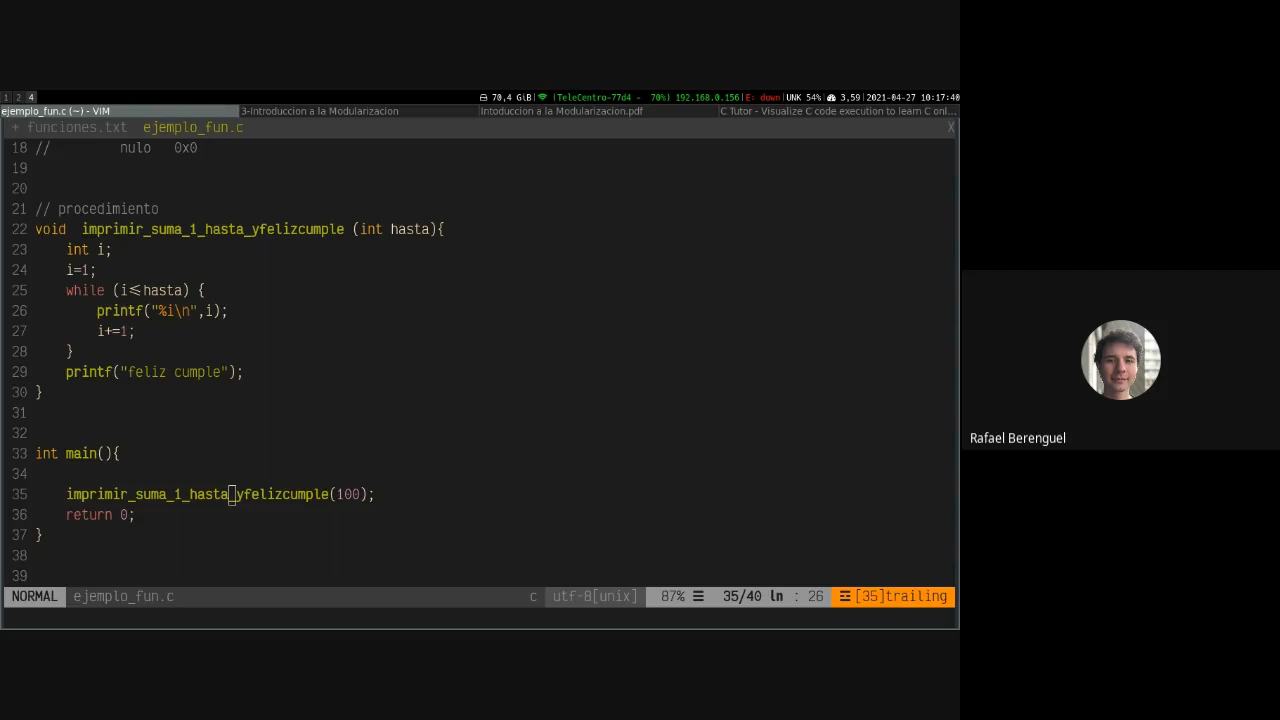 1 2 4 70,4 GiB| (TeleCentro-77d4 - 70%) 192.168.0.156|E: down|UNK 54%| 3,59|2021-04-27 10:17:40
ejemplo_fun.c (~) - VIM 3-Introduccion a la Modularizacion Intoduccion a la Modularizacion.pdf C Tutor - Visualize C code execution to learn C onl...
+ funciones.txt ejemplo_fun.c X
18 // nulo 0x0
19
20
21 // procedimiento
22 void imprimir_suma_1_hasta_yfelizcumple (int hasta){
23 int i;
24 i=1;
25 while (i<=hasta) {
26 printf("%i\n",i);
27 i+=1;
28 }
29 printf("feliz cumple");
30 }
31
32
33 int main(){
34
35 imprimir_suma_1_hasta_yfelizcumple(100);
36 return 0;
37 }
38
39
NORMAL ejemplo_fun.c c utf-8[unix] 87% ☰ 35/40 ln : 26 ☲ [35]trailing
Rafael Berenguel